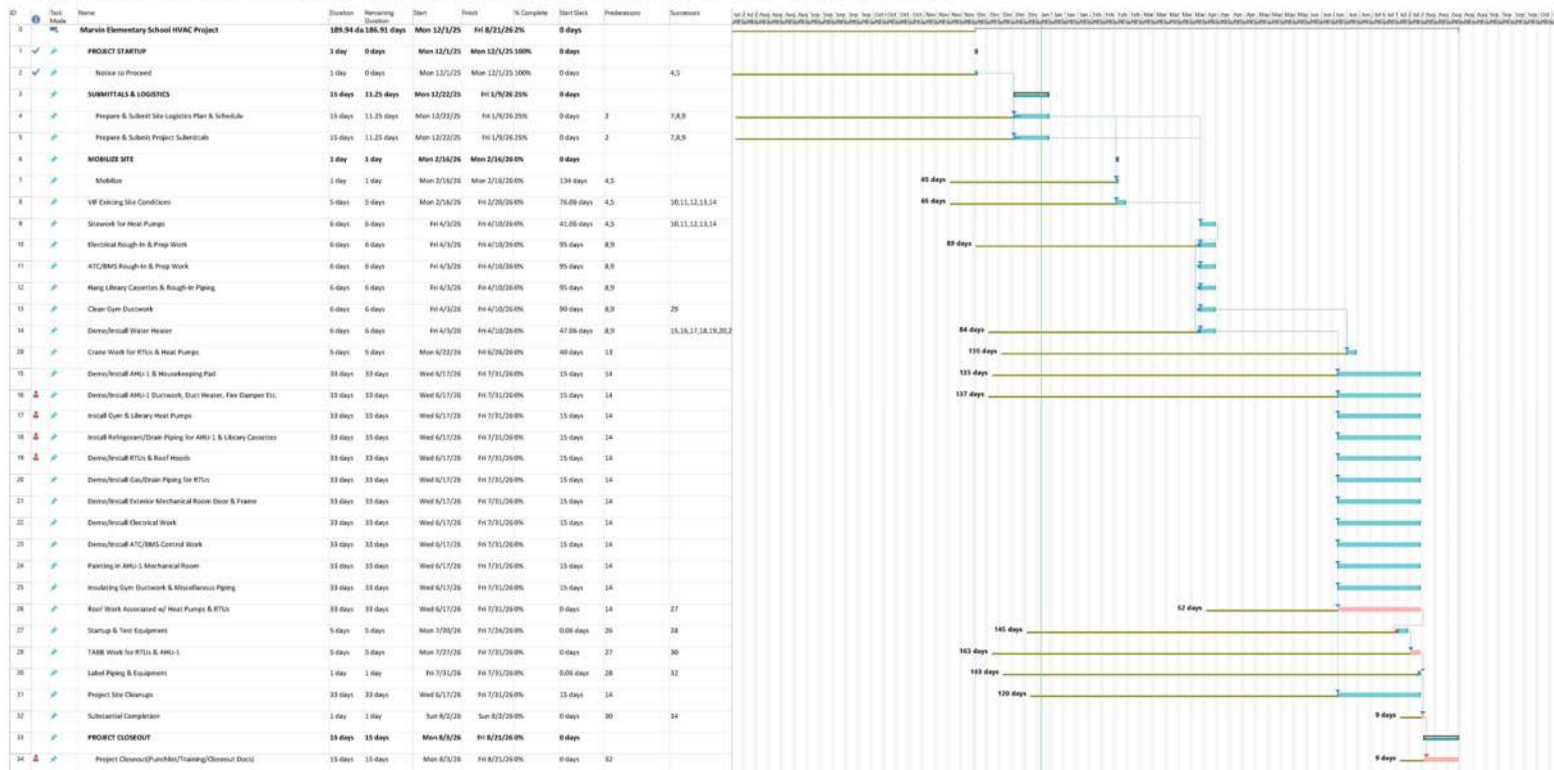 ID Task Mode Name Duration Remaining Duration Start Finish % Complete Start Slack Predecessors Successors
0 Marvin Elementary School HVAC Project 189.94 da 186.91 days Mon 12/1/25 Fri 8/21/26 2% 0 days
1 PROJECT STARTUP 1 day 0 days Mon 12/1/25 Mon 12/1/25 100% 0 days
2 Notice to Proceed 1 day 0 days Mon 12/1/25 Mon 12/1/25 100% 0 days 4,5
3 SUBMITTALS & LOGISTICS 15 days 11.25 days Mon 12/22/25 Fri 1/9/26 25% 0 days
4 Prepare & Submit Site Logistics Plan & Schedule 15 days 11.25 days Mon 12/22/25 Fri 1/9/26 25% 0 days 2 7,8,9
5 Prepare & Submit Project Submittals 15 days 11.25 days Mon 12/22/25 Fri 1/9/26 25% 0 days 2 7,8,9
6 MOBILIZE SITE 1 day 1 day Mon 2/16/26 Mon 2/16/26 0% 0 days
7 Mobilize 1 day 1 day Mon 2/16/26 Mon 2/16/26 0% 134 days 4,5 65 days
8 VIF Existing Site Conditions 5 days 5 days Mon 2/16/26 Fri 2/20/26 0% 76.06 days 4,5 10,11,12,13,14 65 days
9 Sitework for Heat Pumps 6 days 6 days Fri 4/3/26 Fri 4/10/26 0% 41.06 days 4,5 10,11,12,13,14
10 Electrical Rough-In & Prep Work 6 days 6 days Fri 4/3/26 Fri 4/10/26 0% 95 days 8,9 89 days
11 ATC/BMS Rough-In & Prep Work 6 days 6 days Fri 4/3/26 Fri 4/10/26 0% 95 days 8,9
12 Hang Library Cassettes & Rough-In Piping 6 days 6 days Fri 4/3/26 Fri 4/10/26 0% 95 days 8,9
13 Clean Gym Ductwork 6 days 6 days Fri 4/3/26 Fri 4/10/26 0% 90 days 8,9 29
14 Demo/Install Water Heater 6 days 6 days Fri 4/3/26 Fri 4/10/26 0% 47.06 days 8,9 15,16,17,18,19,20,2 84 days
29 Crane Work for RTUs & Heat Pumps 5 days 5 days Mon 6/22/26 Fri 6/26/26 0% 40 days 13 135 days
15 Demo/Install AHU-1 & Housekeeping Pad 33 days 33 days Wed 6/17/26 Fri 7/31/26 0% 15 days 14 135 days
16 Demo/Install AHU-1 Ductwork, Duct Heater, Fire Damper Etc. 33 days 33 days Wed 6/17/26 Fri 7/31/26 0% 15 days 14 137 days
17 Install Gym & Library Heat Pumps 33 days 33 days Wed 6/17/26 Fri 7/31/26 0% 15 days 14
18 Install Refrigerant/Drain Piping for AHU-1 & Library Cassettes 33 days 33 days Wed 6/17/26 Fri 7/31/26 0% 15 days 14
19 Demo/Install RTUs & Roof Hoods 33 days 33 days Wed 6/17/26 Fri 7/31/26 0% 15 days 14
20 Demo/Install Gas/Drain Piping for RTUs 33 days 33 days Wed 6/17/26 Fri 7/31/26 0% 15 days 14
21 Demo/Install Exterior Mechanical Room Door & Frame 33 days 33 days Wed 6/17/26 Fri 7/31/26 0% 15 days 14
22 Demo/Install Electrical Work 33 days 33 days Wed 6/17/26 Fri 7/31/26 0% 15 days 14
23 Demo/Install ATC/BMS Control Work 33 days 33 days Wed 6/17/26 Fri 7/31/26 0% 15 days 14
24 Painting in AHU-1 Mechanical Room 33 days 33 days Wed 6/17/26 Fri 7/31/26 0% 15 days 14
25 Insulating Gym Ductwork & Miscellanous Piping 33 days 33 days Wed 6/17/26 Fri 7/31/26 0% 15 days 14
26 Roof Work Associated w/ Heat Pumps & RTUs 33 days 33 days Wed 6/17/26 Fri 7/31/26 0% 0 days 14 27 52 days
27 Startup & Test Equipment 5 days 5 days Mon 7/20/26 Fri 7/24/26 0% 0.06 days 26 28 145 days
28 TABB Work for RTUs & AHU-1 5 days 5 days Mon 7/27/26 Fri 7/31/26 0% 0 days 27 30 163 days
30 Label Piping & Equipment 1 day 1 day Fri 7/31/26 Fri 7/31/26 0% 0.06 days 28 32 163 days
31 Project Site Cleanups 33 days 33 days Wed 6/17/26 Fri 7/31/26 0% 15 days 14 120 days
32 Substantial Completion 1 day 1 day Sun 8/2/26 Sun 8/2/26 0% 0 days 30 34 9 days
33 PROJECT CLOSEOUT 15 days 15 days Mon 8/3/26 Fri 8/21/26 0% 0 days
34 Project Closeout(Punchlist/Training/Closeout Docs) 15 days 15 days Mon 8/3/26 Fri 8/21/26 0% 0 days 32 9 days